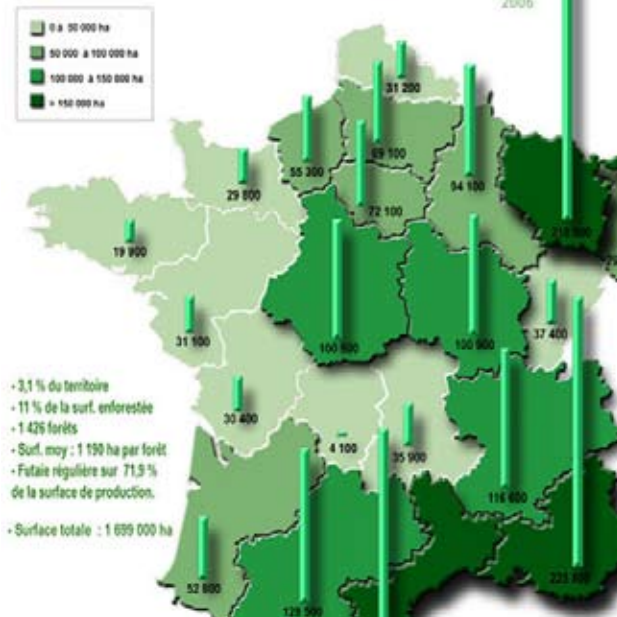 2006
0 à 50 000 ha
50 000 à 100 000 ha
100 000 à 150 000 ha
> 150 000 ha
31 200
69 100
55 300
29 800
94 100
72 100
19 900
31 100
37 400
30 400
4 100
35 900
116 600
52 800
- 3,1 % du territoire
- 11 % de la surf. enforestée
- 1 426 forêts
- Surf. moy : 1 190 ha par forêt
- Futaie régulière sur 71,9 %
de la surface de production.
- Surface totale : 1 699 000 ha